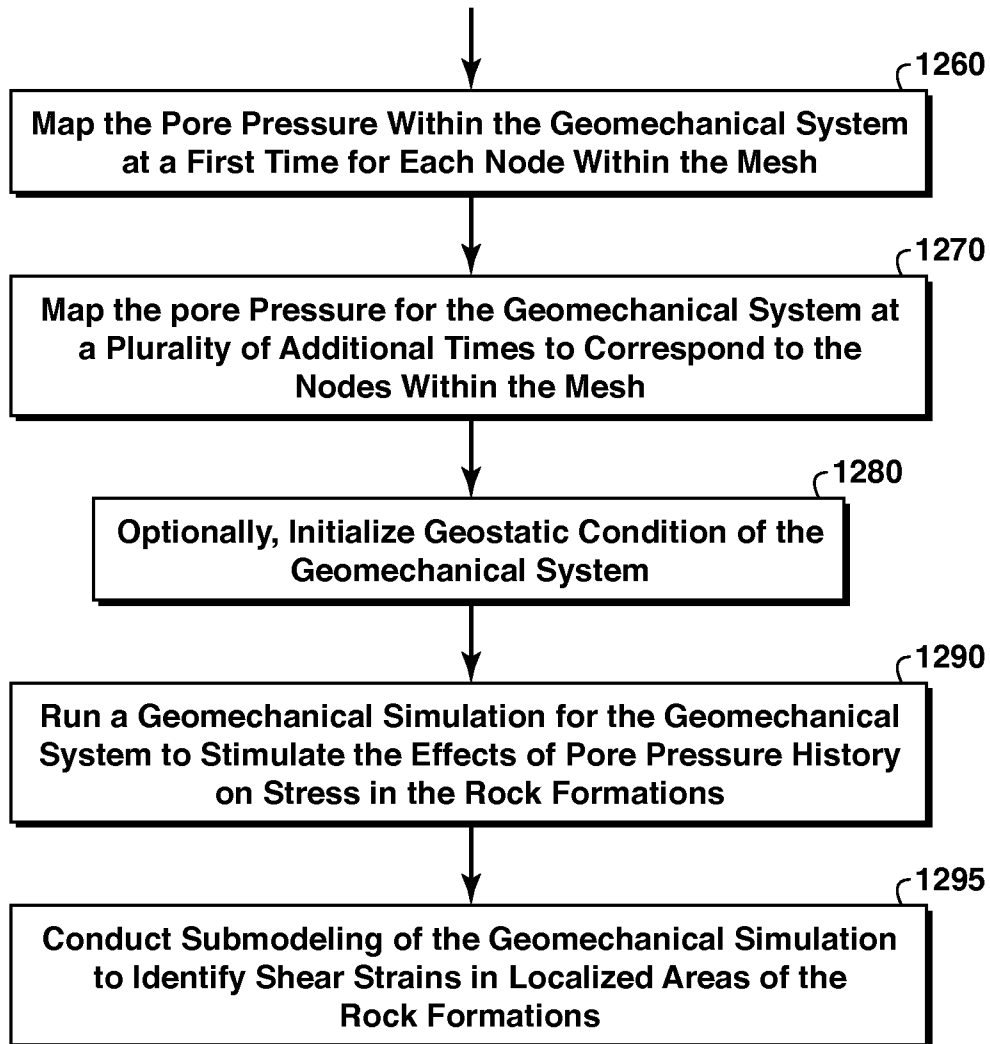 1260
Map the Pore Pressure Within the Geomechanical System
at a First Time for Each Node Within the Mesh
1270
Map the pore Pressure for the Geomechanical System at
a Plurality of Additional Times to Correspond to the
Nodes Within the Mesh
1280
Optionally, Initialize Geostatic Condition of the
Geomechanical System
1290
Run a Geomechanical Simulation for the Geomechanical
System to Stimulate the Effects of Pore Pressure History
on Stress in the Rock Formations
1295
Conduct Submodeling of the Geomechanical Simulation
to Identify Shear Strains in Localized Areas of the
Rock Formations